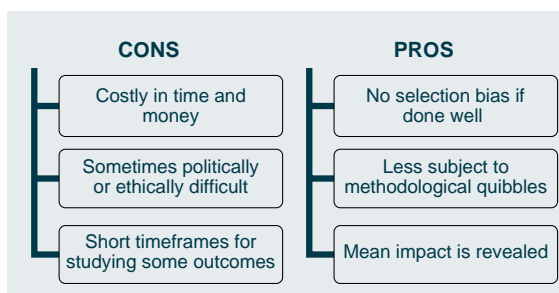 CONS
Costly in time and
money
Sometimes politically
or ethically difficult
Short timeframes for
studying some outcomes
PROS
No selection bias if
done well
Less subject to
methodological quibbles
Mean impact is revealed